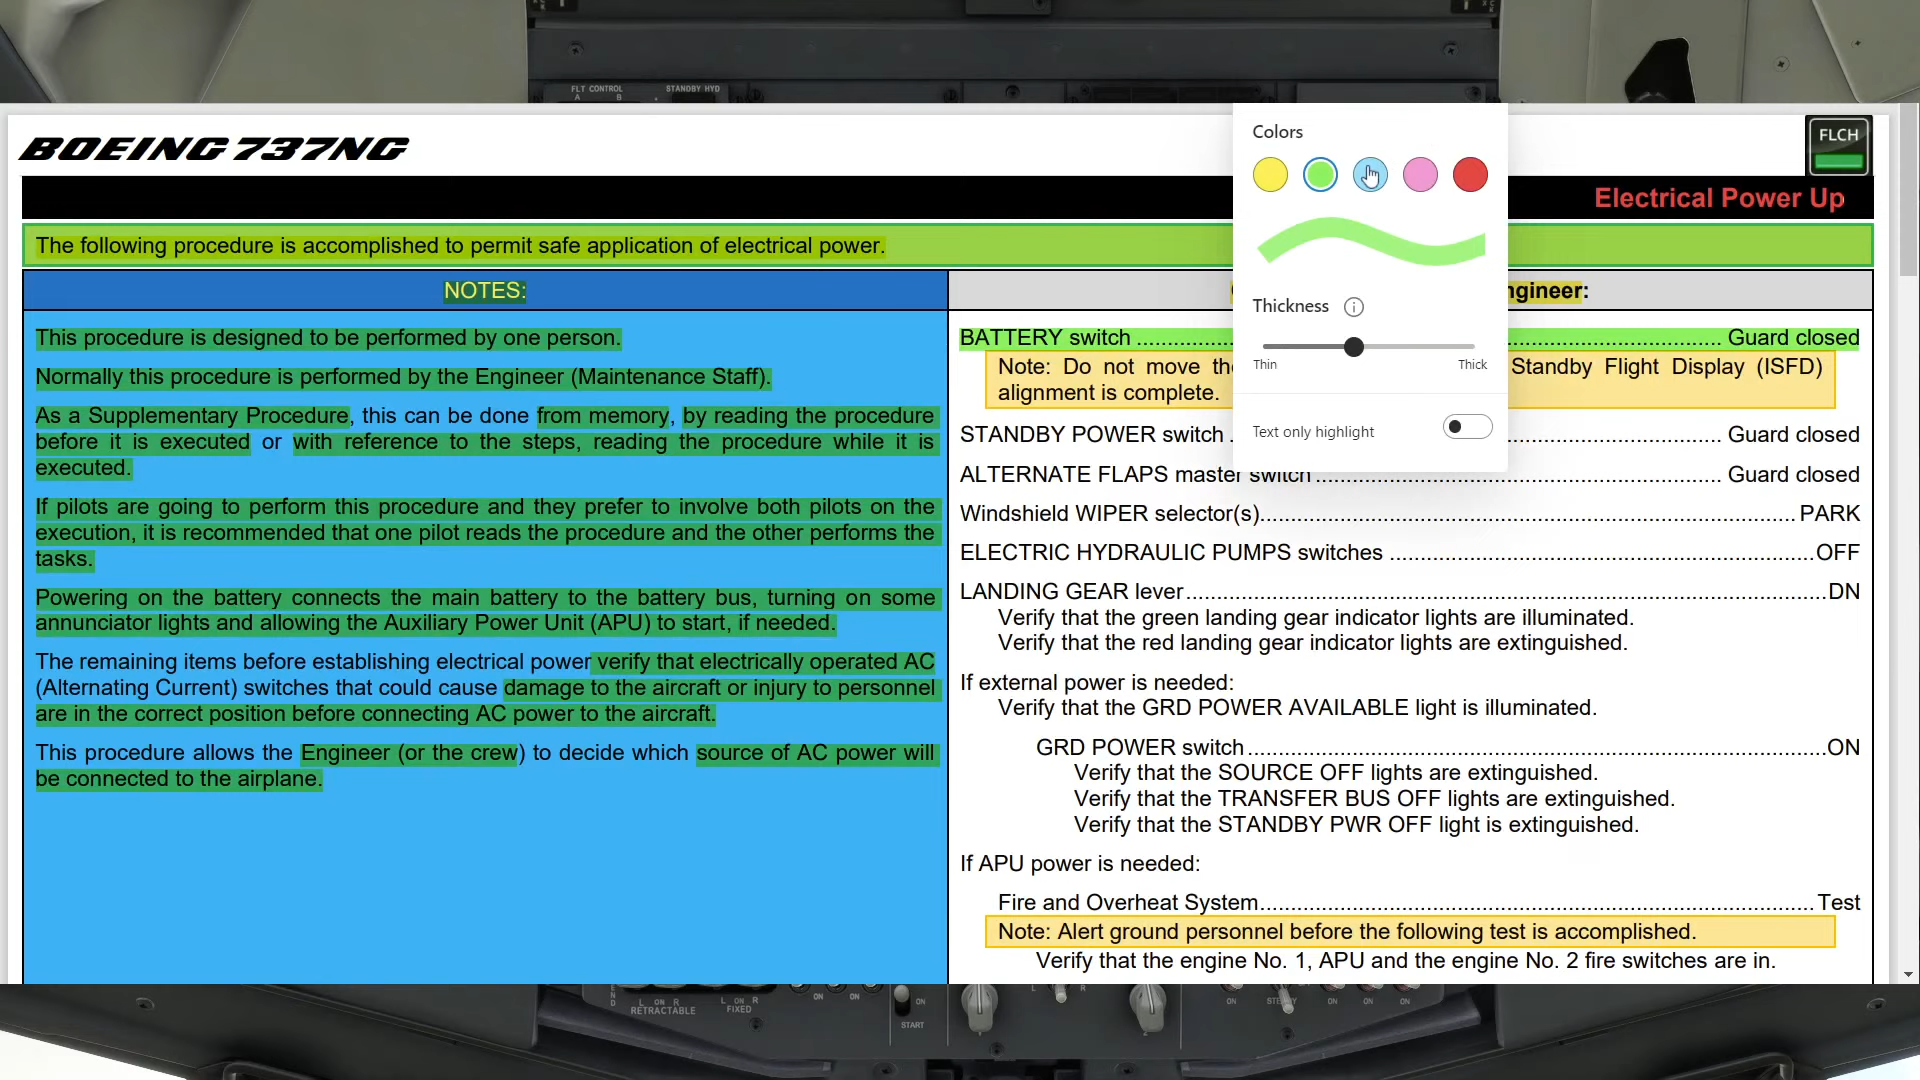 FLT CONTROL
A B
STANDBY HYD
BOEING 737NG
FLCH
Electrical Power Up
The following procedure is accomplished to permit safe application of electrical power.
NOTES:
This procedure is designed to be performed by one person.
Normally this procedure is performed by the Engineer (Maintenance Staff).
As a Supplementary Procedure, this can be done from memory, by reading the procedure
before it is executed or with reference to the steps, reading the procedure while it is
executed.
If pilots are going to perform this procedure and they prefer to involve both pilots on the
execution, it is recommended that one pilot reads the procedure and the other performs the
tasks.
Powering on the battery connects the main battery to the battery bus, turning on some
annunciator lights and allowing the Auxiliary Power Unit (APU) to start, if needed.
The remaining items before establishing electrical power verify that electrically operated AC
(Alternating Current) switches that could cause damage to the aircraft or injury to personnel
are in the correct position before connecting AC power to the aircraft.
This procedure allows the Engineer (or the crew) to decide which source of AC power will
be connected to the airplane.
Colors
Thickness
Thin Thick
Text only highlight
ngineer:
BATTERY switch ........ Guard closed
Note: Do not move the Standby Flight Display (ISFD)
alignment is complete.
STANDBY POWER switch ........ Guard closed
ALTERNATE FLAPS master switch ........ Guard closed
Windshield WIPER selector(s)........ PARK
ELECTRIC HYDRAULIC PUMPS switches ........OFF
LANDING GEAR lever........DN
Verify that the green landing gear indicator lights are illuminated.
Verify that the red landing gear indicator lights are extinguished.
If external power is needed:
Verify that the GRD POWER AVAILABLE light is illuminated.
GRD POWER switch ........ON
Verify that the SOURCE OFF lights are extinguished.
Verify that the TRANSFER BUS OFF lights are extinguished.
Verify that the STANDBY PWR OFF light is extinguished.
If APU power is needed:
Fire and Overheat System........ Test
Note: Alert ground personnel before the following test is accomplished.
Verify that the engine No. 1, APU and the engine No. 2 fire switches are in.
L ON R
RETRACTABLE
L ON R
FIXED
ON
ON
ON
START
L R
ON
ON
ON
ON